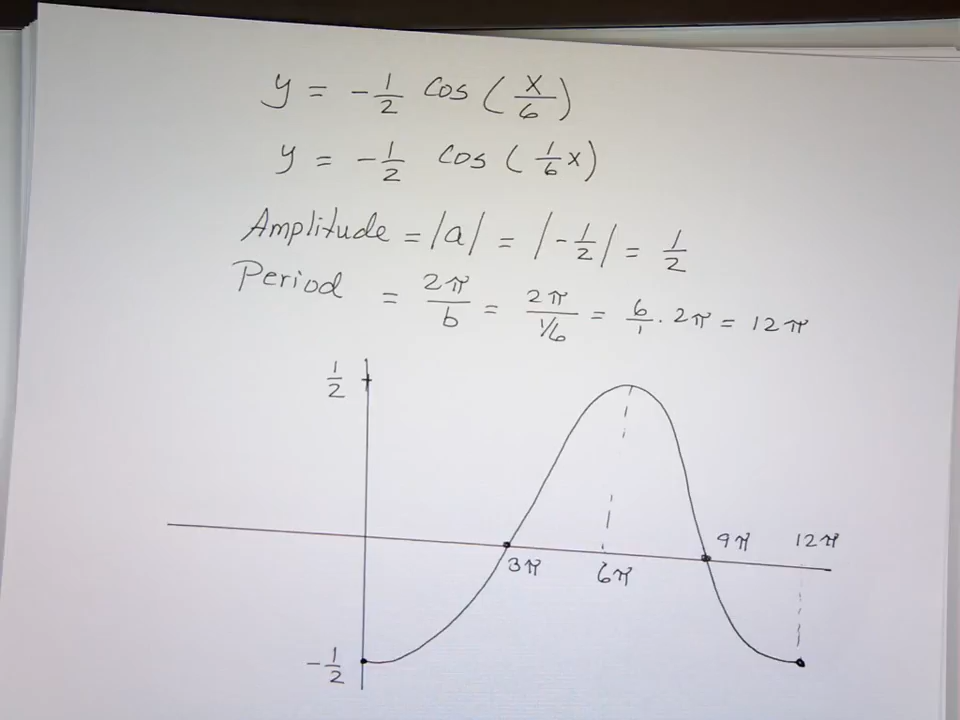 y = -1/2 cos (x/6)
y = -1/2 cos (1/6 x)
Amplitude = |a| = |-1/2| = 1/2
Period = 2π/b = 2π/1/6 = 6/1 · 2π = 12π
1/2
9π 12π
3π 6π
-1/2